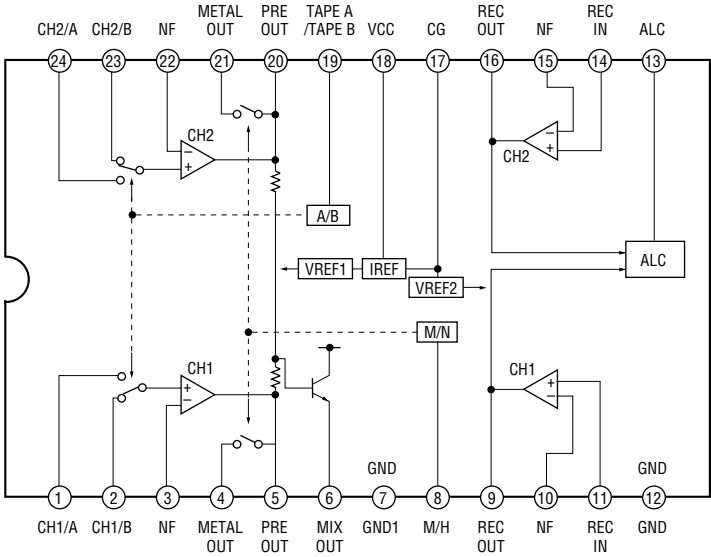 METAL PRE TAPE A REC REC
CH2/A CH2/B NF OUT OUT /TAPE B VCC CG OUT NF IN ALC
24 23 22 21 20 19 18 17 16 15 14 13
CH2
−
+
−
+
CH2
A/B
ALC
VREF1 IREF
VREF2
M/N
CH1
+
−
CH1
+
−
GND GND
1 2 3 4 5 6 7 8 9 10 11 12
CH1/A CH1/B NF METAL PRE MIX GND1 M/H REC NF REC GND
OUT OUT OUT OUT IN